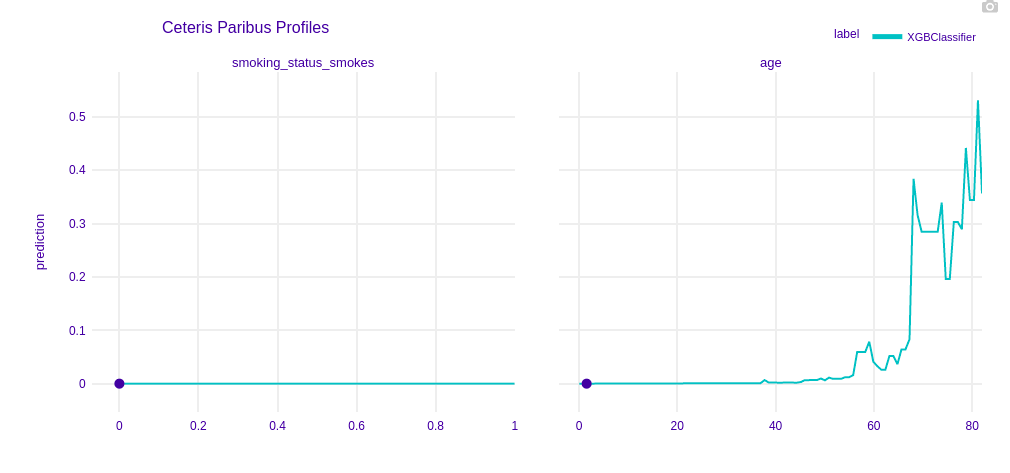 Ceteris Paribus Profiles
label
XGBClassifier
smoking_status_smokes
age
prediction
0.5
0.4
0.3
0.2
0.1
0
0 0.2 0.4 0.6 0.8 1
0 20 40 60 80